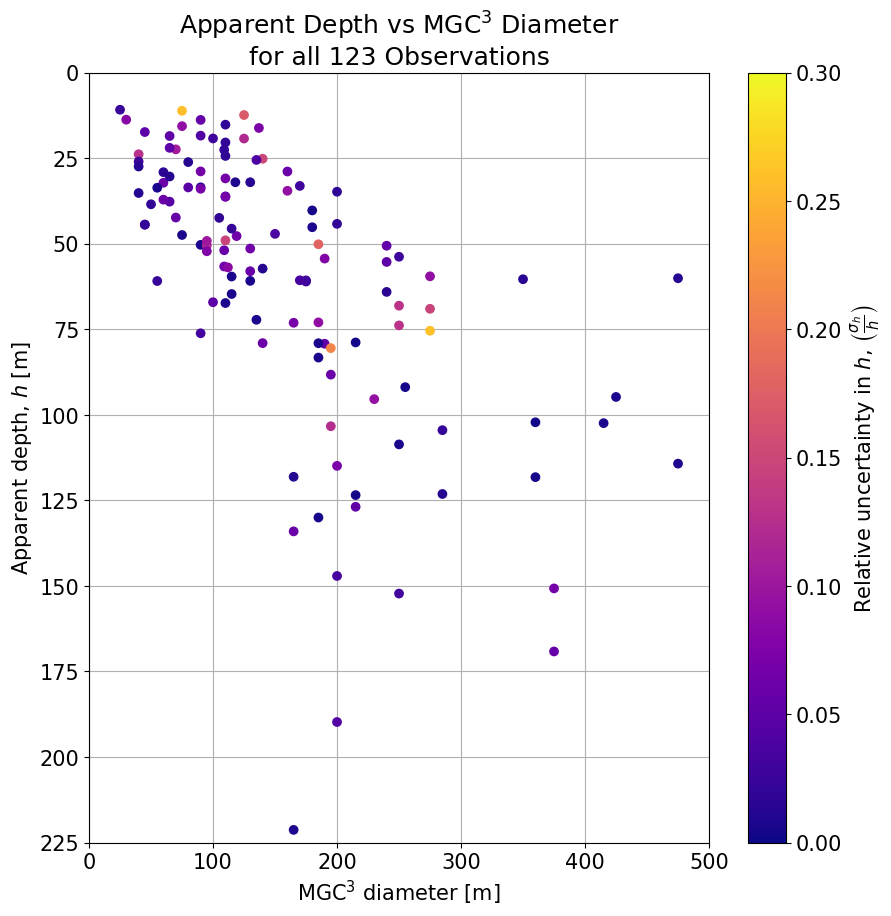 Apparent Depth vs MGC³ Diameter
for all 123 Observations
0
25
50
75
100
125
150
175
200
225
Apparent depth, h [m]
0 100 200 300 400 500
MGC³ diameter [m]
0.30
0.25
0.20
0.15
0.10
0.05
0.00
Relative uncertainty in h, (σₕ/h)